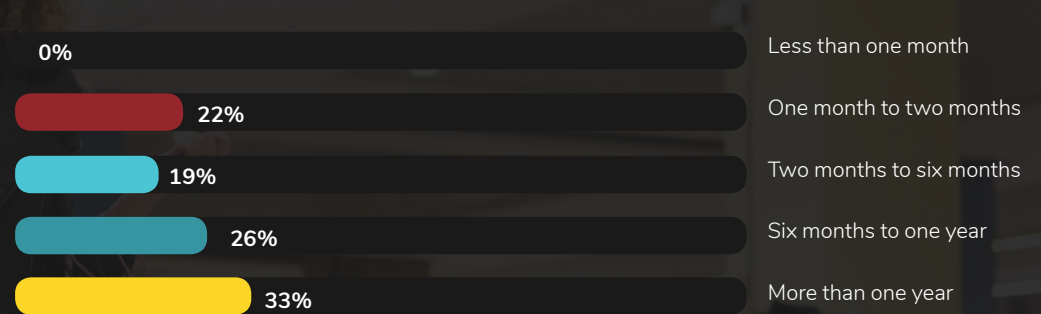 0% Less than one month
22% One month to two months
19% Two months to six months
26% Six months to one year
33% More than one year